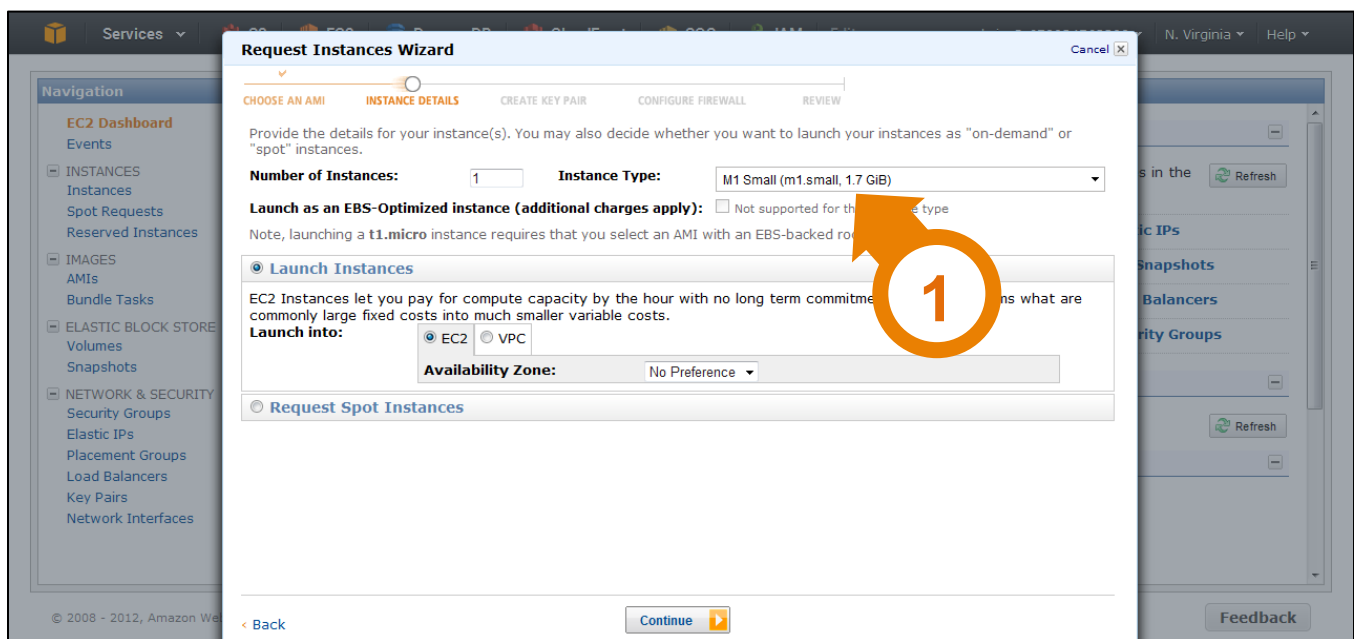 Services
N. Virginia
Help
Request Instances Wizard
Cancel
CHOOSE AN AMI
INSTANCE DETAILS
CREATE KEY PAIR
CONFIGURE FIREWALL
REVIEW
Provide the details for your instance(s). You may also decide whether you want to launch your instances as "on-demand" or
"spot" instances.
Number of Instances: 1 Instance Type: M1 Small (m1.small, 1.7 GiB)
Launch as an EBS-Optimized instance (additional charges apply): Not supported for type
Note, launching a t1.micro instance requires that you select an AMI with an EBS-backed
Launch Instances
EC2 Instances let you pay for compute capacity by the hour with no long term what are
commonly large fixed costs into much smaller variable costs.
Launch into: EC2 VPC
Availability Zone: No Preference
Request Spot Instances
< Back
Continue
1
Navigation
EC2 Dashboard
Events
INSTANCES
Instances
Spot Requests
Reserved Instances
IMAGES
AMIs
Bundle Tasks
ELASTIC BLOCK STORE
Volumes
Snapshots
NETWORK & SECURITY
Security Groups
Elastic IPs
Placement Groups
Load Balancers
Key Pairs
Network Interfaces
in the
Refresh
IPs
Snapshots
Balancers
Groups
Refresh
© 2008 - 2012, Amazon
Feedback